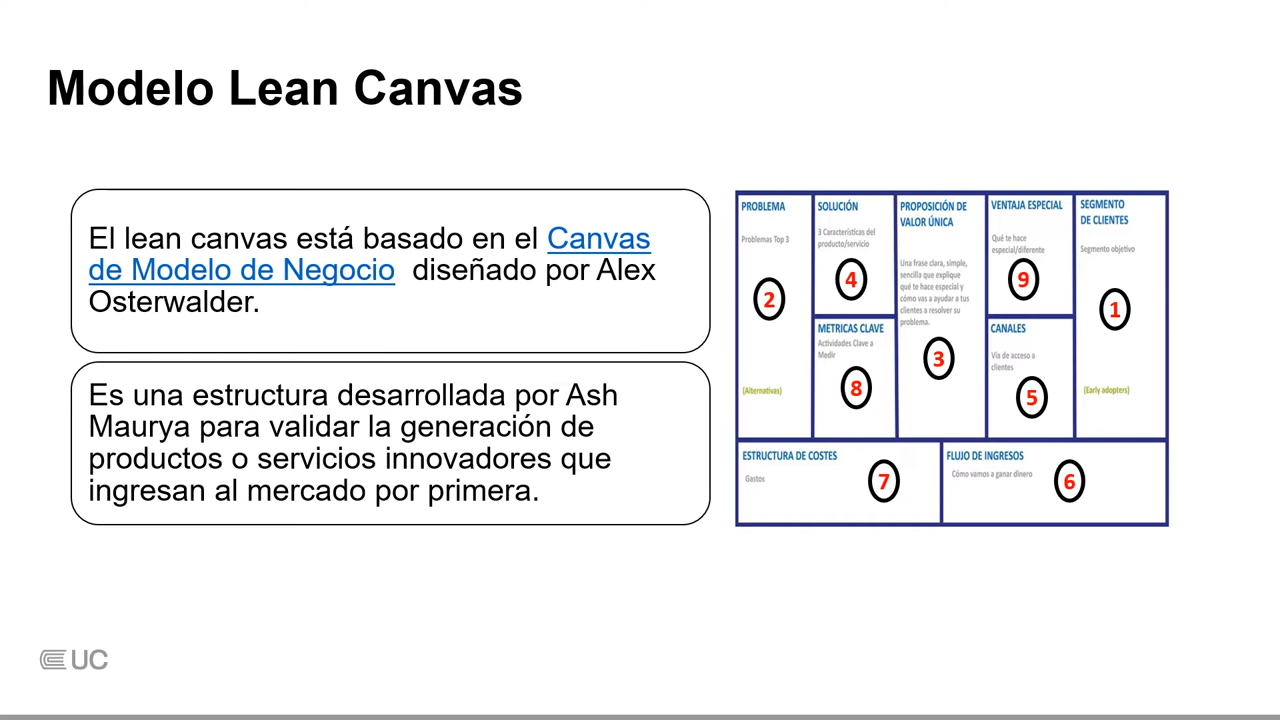 Modelo Lean Canvas
El lean canvas está basado en el Canvas
de Modelo de Negocio diseñado por Alex
Osterwalder.
Es una estructura desarrollada por Ash
Maurya para validar la generación de
productos o servicios innovadores que
ingresan al mercado por primera.
PROBLEMA
Problemas Top 3
2
(Alternativas)
SOLUCIÓN
3 Características del
producto/servicio
4
METRICAS CLAVE
Actividades Clave a
Medir
8
PROPOSICIÓN DE
VALOR ÚNICA
Una frase clara, simple,
sencilla que explique
qué te hace especial y
cómo vas a ayudar a tus
clientes a resolver su
problema.
3
VENTAJA ESPECIAL
Qué te hace
especial/diferente
9
CANALES
Vía de acceso a
clientes
5
SEGMENTO
DE CLIENTES
Segmento objetivo
1
(Early adopters)
ESTRUCTURA DE COSTES
Gastos
7
FLUJO DE INGRESOS
Cómo vamos a ganar dinero
6
UC